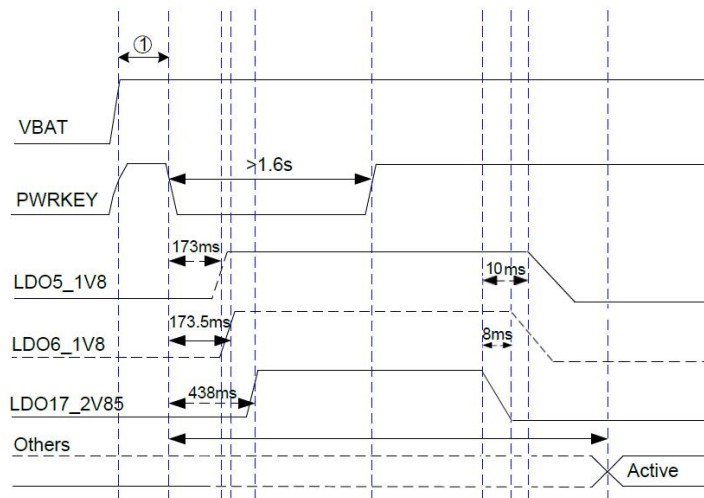 ①
VBAT
>1.6s
PWRKEY
173ms
10ms
LDO5_1V8
173.5ms
LDO6_1V8
8ms
438ms
LDO17_2V85
Others
Active